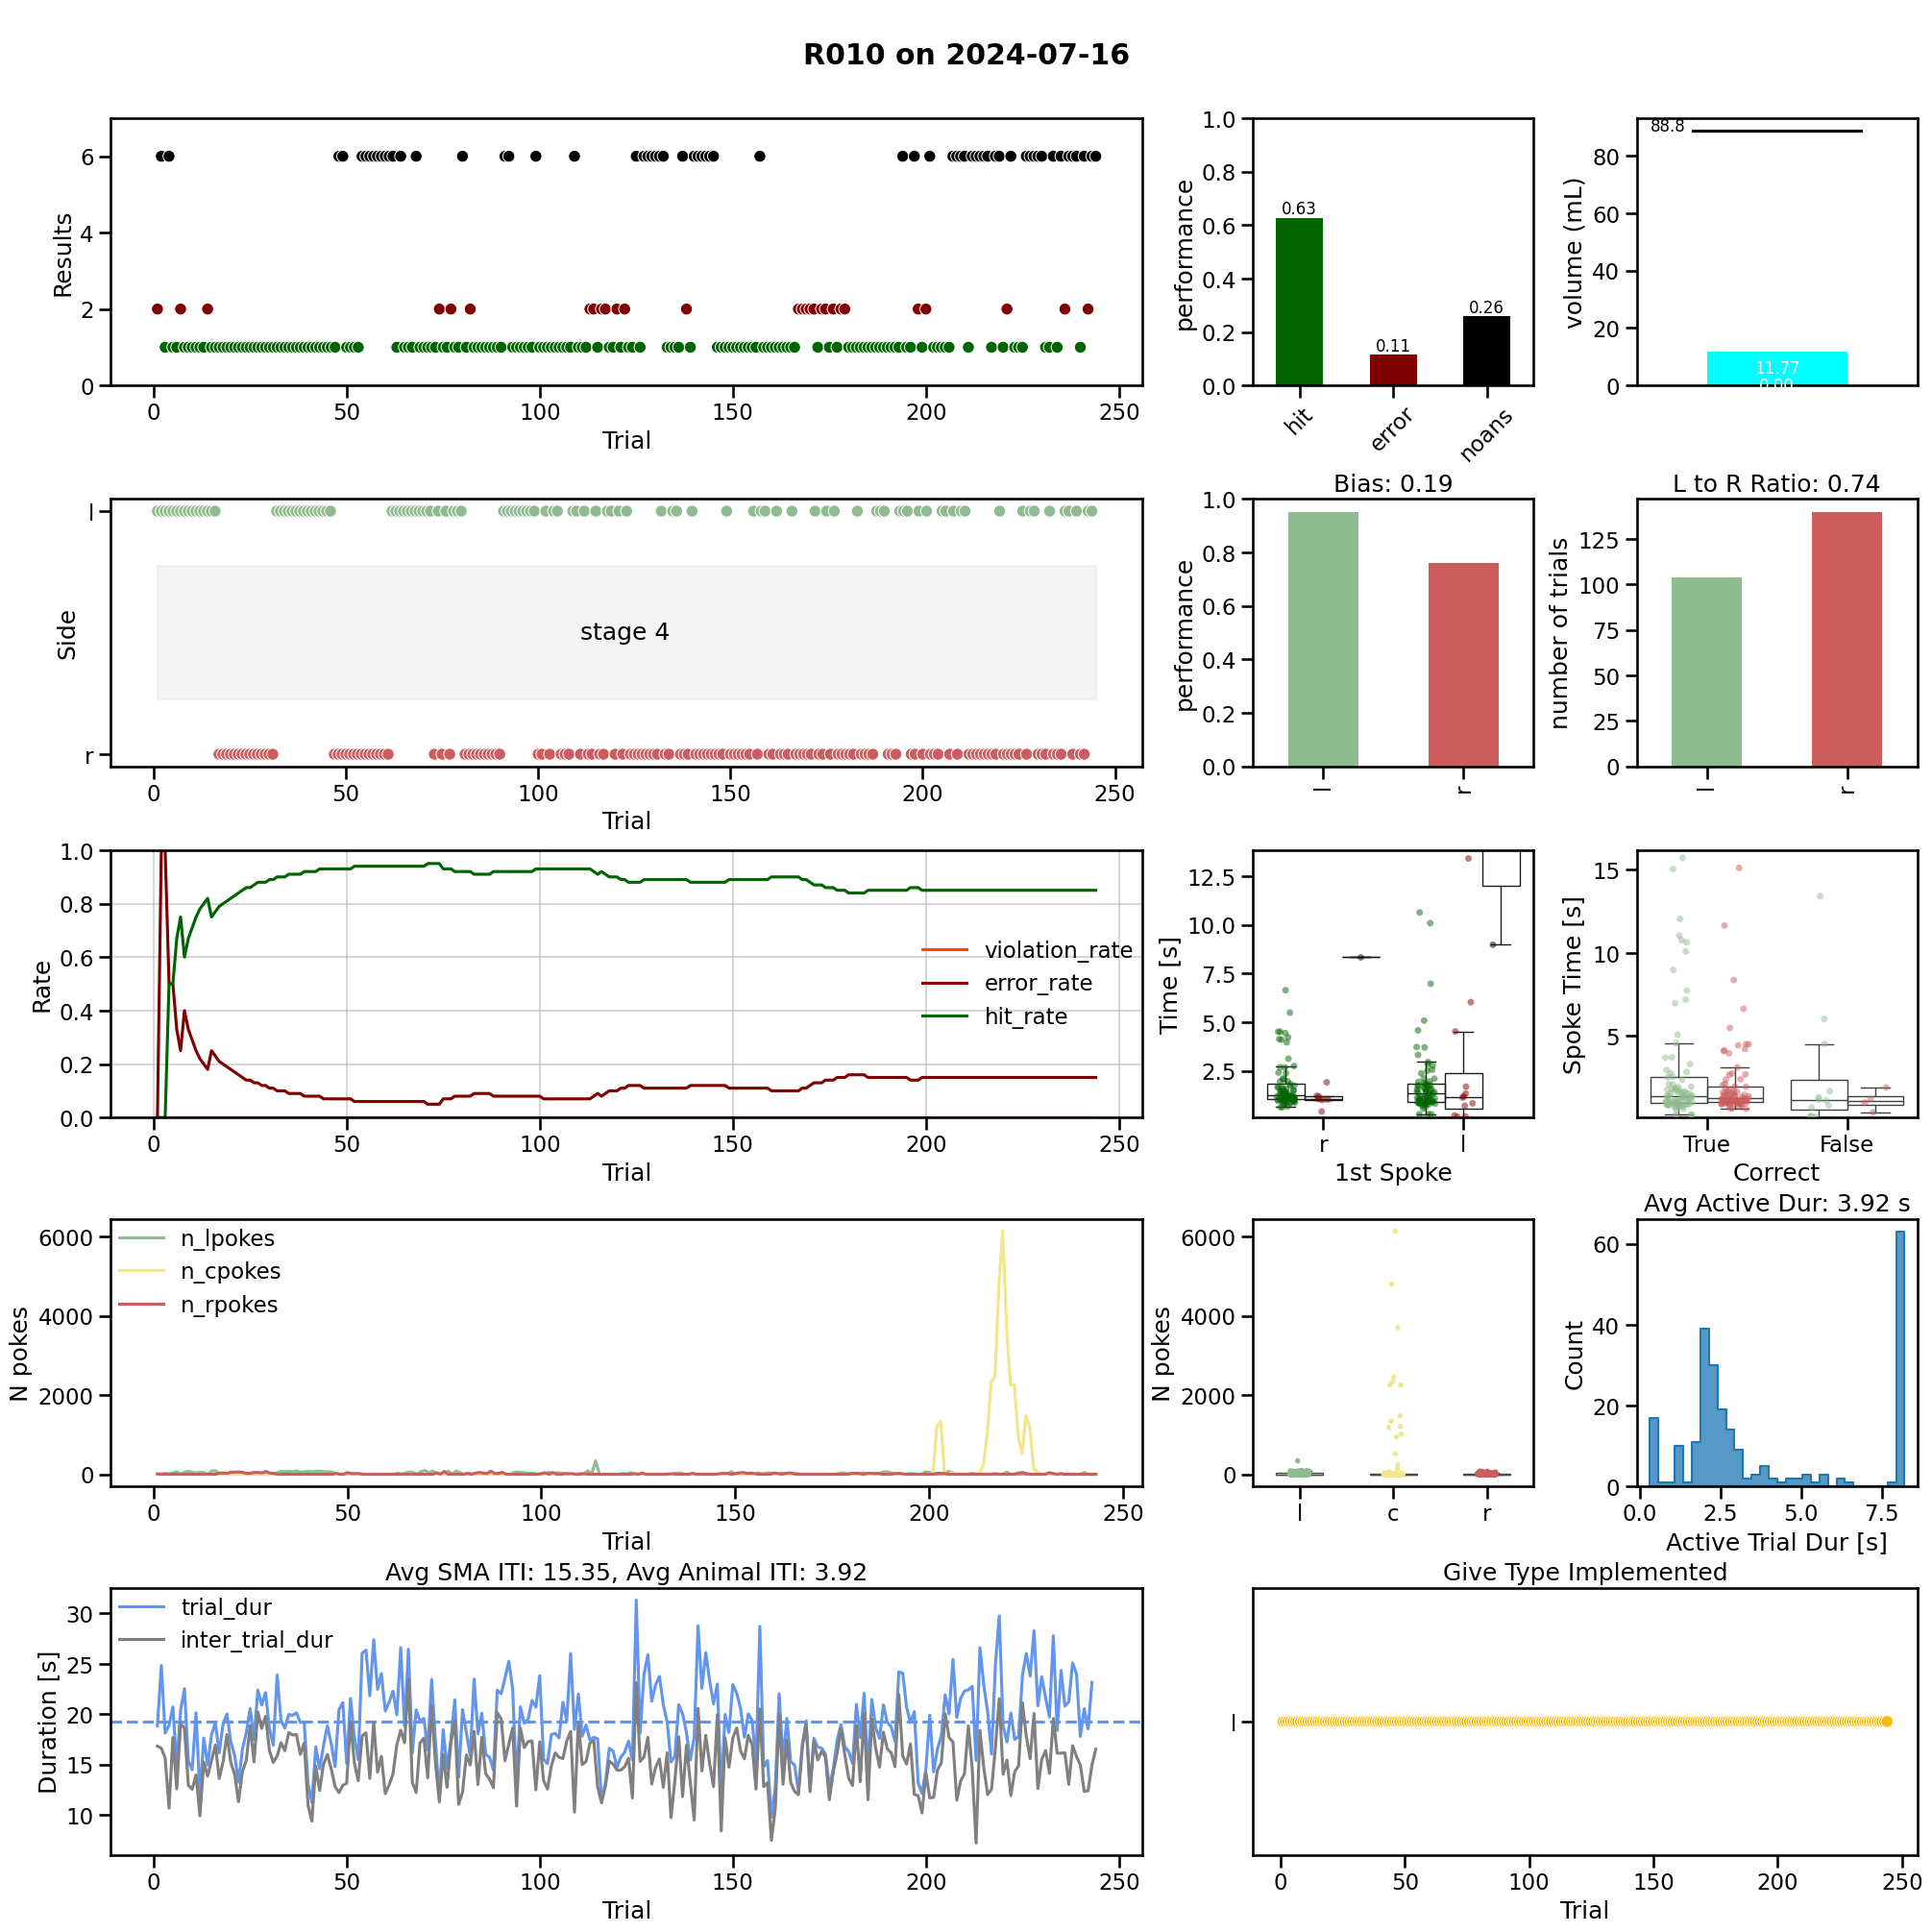 R010 on 2024-07-16
Results
6
4
2
0
0
50
100
150
200
250
Trial
performance
1.0
0.8
0.6
0.4
0.2
0.0
0.63
0.11
0.26
hit
error
noans
volume (mL)
88.8
80
60
40
20
0
11.77
0.00
Side
l
r
stage 4
0
50
100
150
200
250
Trial
Bias: 0.19
performance
1.0
0.8
0.6
0.4
0.2
0.0
l
r
L to R Ratio: 0.74
number of trials
125
100
75
50
25
0
l
r
Rate
1.0
0.8
0.6
0.4
0.2
0.0
violation_rate
error_rate
hit_rate
0
50
100
150
200
250
Trial
Time [s]
12.5
10.0
7.5
5.0
2.5
r
l
1st Spoke
Spoke Time [s]
15
10
5
True
False
Correct
N pokes
6000
4000
2000
0
n_lpokes
n_cpokes
n_rpokes
0
50
100
150
200
250
Trial
N pokes
6000
4000
2000
0
l
c
r
Avg Active Dur: 3.92 s
Count
60
40
20
0
0.0
2.5
5.0
7.5
Active Trial Dur [s]
Avg SMA ITI: 15.35, Avg Animal ITI: 3.92
Duration [s]
30
25
20
15
10
trial_dur
inter_trial_dur
0
50
100
150
200
250
Trial
Give Type Implemented
l
0
50
100
150
200
250
Trial